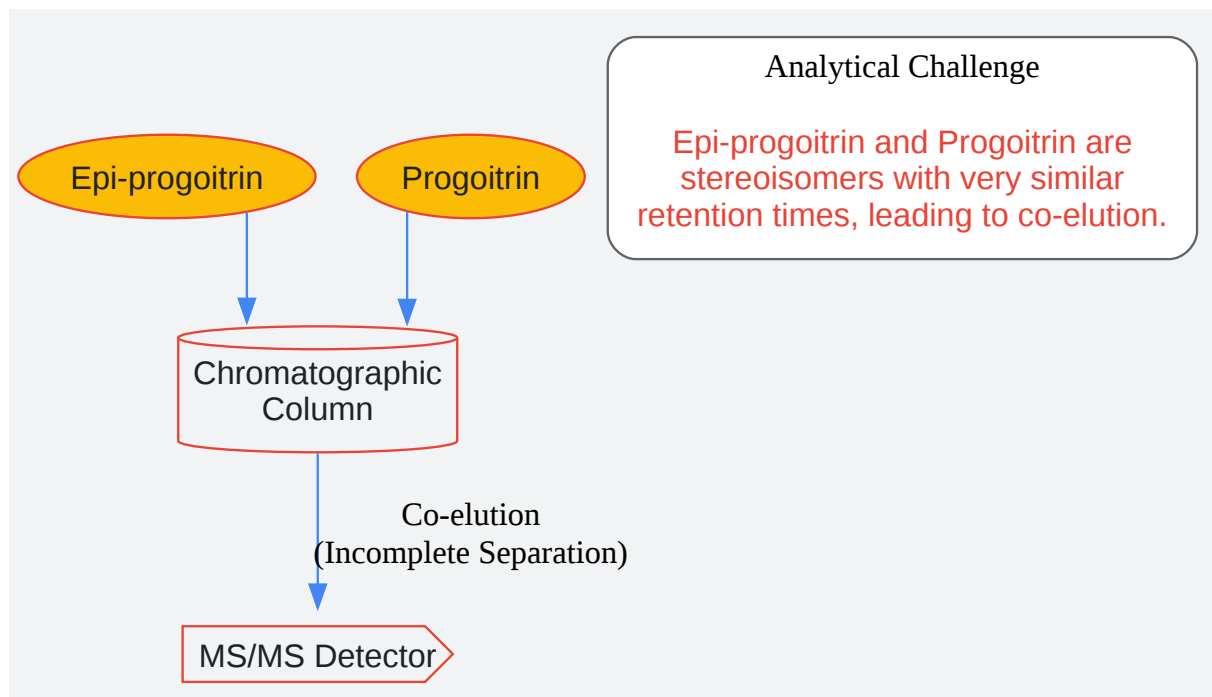 Analytical Challenge
Epi-progoitrin and Progoitrin are
stereoisomers with very similar
retention times, leading to co-elution.
Epi-progoitrin
Progoitrin
Chromatographic
Column
Co-elution
(Incomplete Separation)
MS/MS Detector